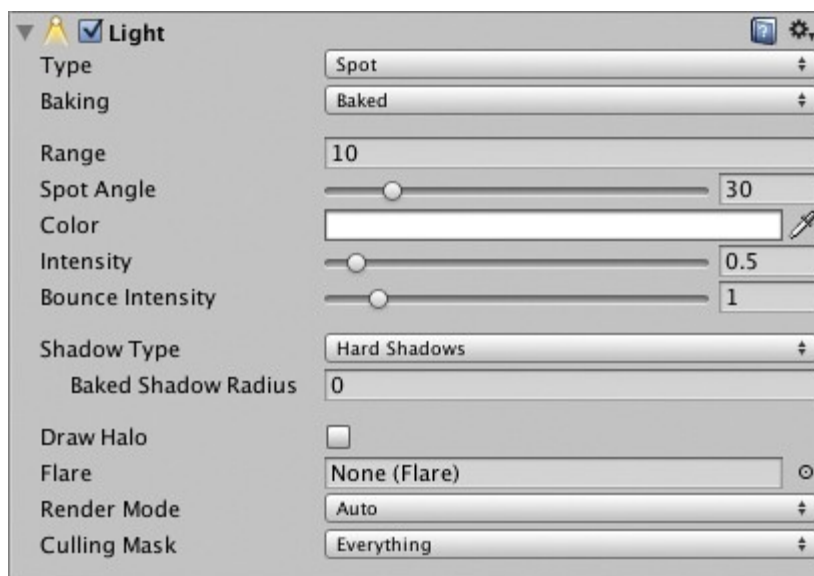 Light
Type Spot
Baking Baked
Range 10
Spot Angle 30
Color
Intensity 0.5
Bounce Intensity 1
Shadow Type Hard Shadows
Baked Shadow Radius 0
Draw Halo
Flare None (Flare)
Render Mode Auto
Culling Mask Everything